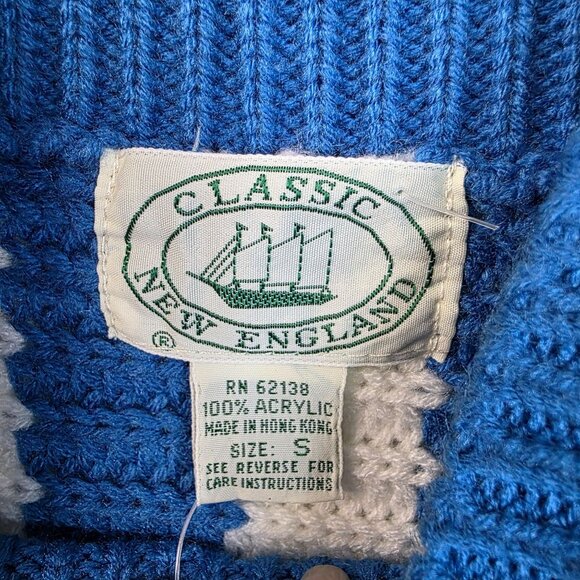 CLASSIC
NEW ENGLAND
®
RN 62138
100% ACRYLIC
MADE IN HONG KONG
SIZE: S
SEE REVERSE FOR
CARE INSTRUCTIONS